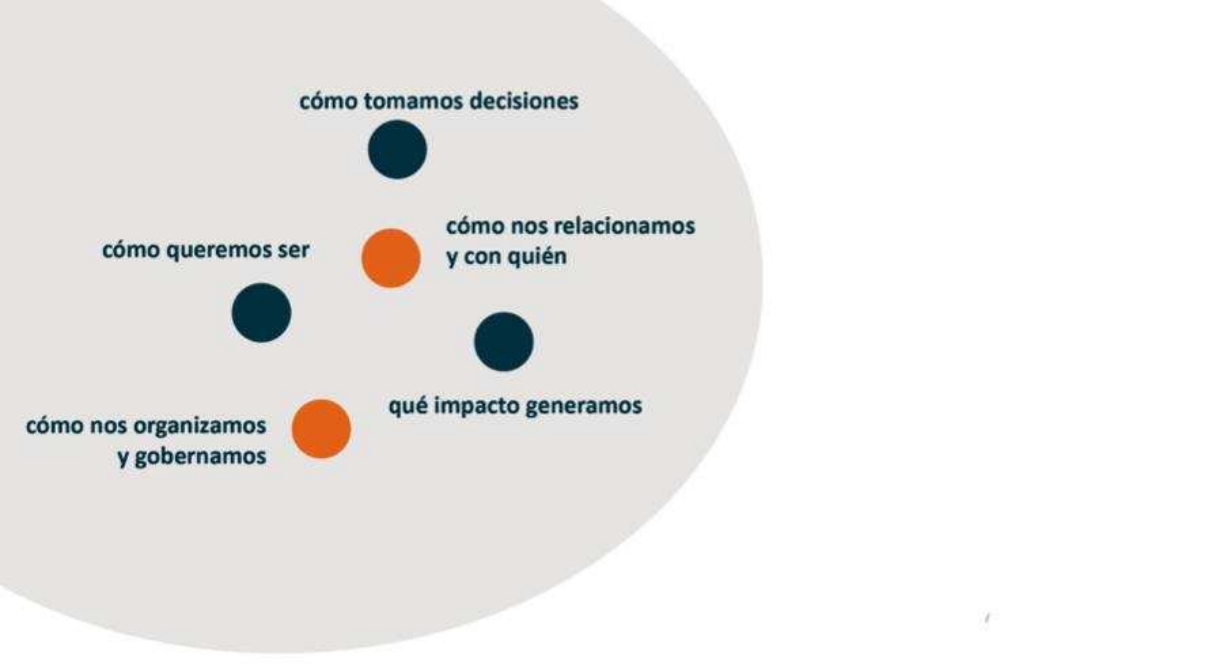 cómo tomamos decisiones
cómo nos relacionamos
y con quién
cómo queremos ser
qué impacto generamos
cómo nos organizamos
y gobernamos